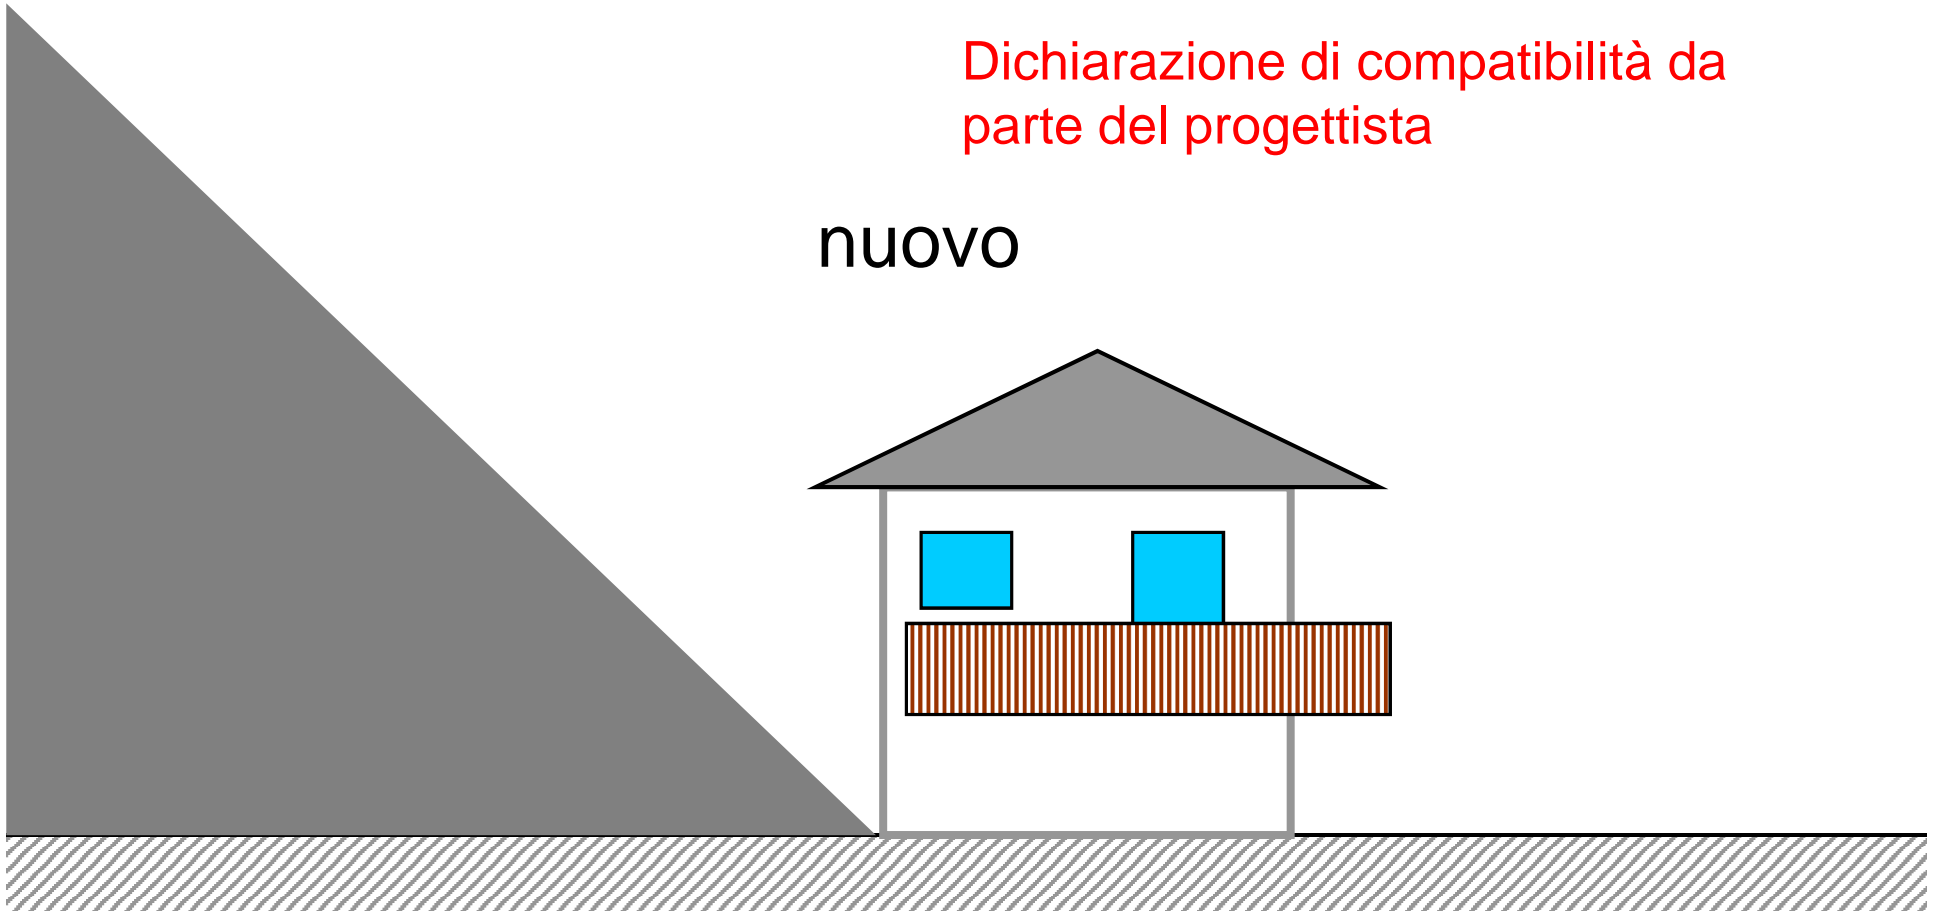 Dichiarazione di compatibilità da
parte del progettista
nuovo